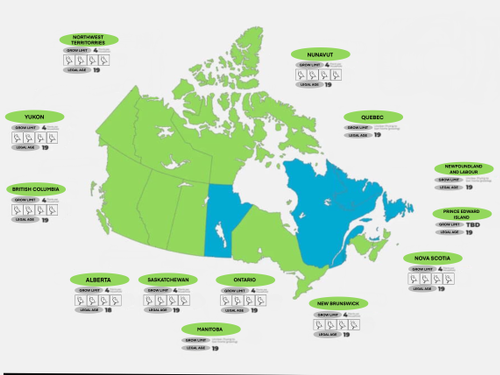 NORTHWEST
TERRITORRIES
GROW LIMIT 4
LEGAL AGE 19
NUNAVUT
GROW LIMIT 4
LEGAL AGE 19
YUKON
GROW LIMIT 4
LEGAL AGE 19
QUEBEC
GROW LIMIT
LEGAL AGE 19
NEWFOUNDLAND
AND LABOUR
GROW LIMIT
LEGAL AGE 19
BRITISH COLUMBIA
GROW LIMIT 4
LEGAL AGE 19
PRINCE EDWARD
ISLAND
GROW LIMIT TBD
LEGAL AGE 19
NOVA SCOTIA
GROW LIMIT 4
LEGAL AGE 19
ALBERTA
GROW LIMIT 4
LEGAL AGE 18
SASKATCHEWAN
GROW LIMIT 4
LEGAL AGE 19
ONTARIO
GROW LIMIT 4
LEGAL AGE 19
NEW BRUNSWICK
GROW LIMIT 4
LEGAL AGE 19
MANITOBA
GROW LIMIT
LEGAL AGE 19